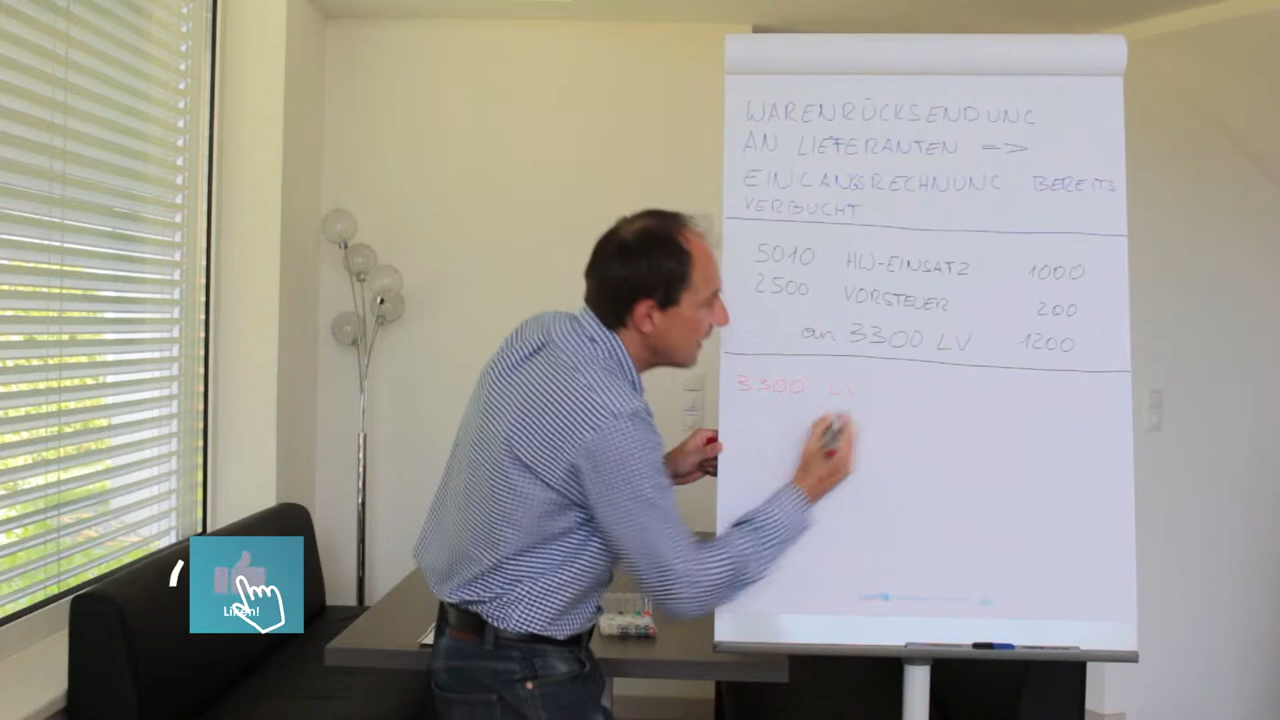 WARENRÜCKSENDUNG
AN LIEFERANTEN =>
EINGANGSRECHNUNG BEREITS
VERBUCHT
5010 HW-EINSATZ 1000
2500 VORSTEUER 200
an 3300 LV 1200
3300 LV
Liken!